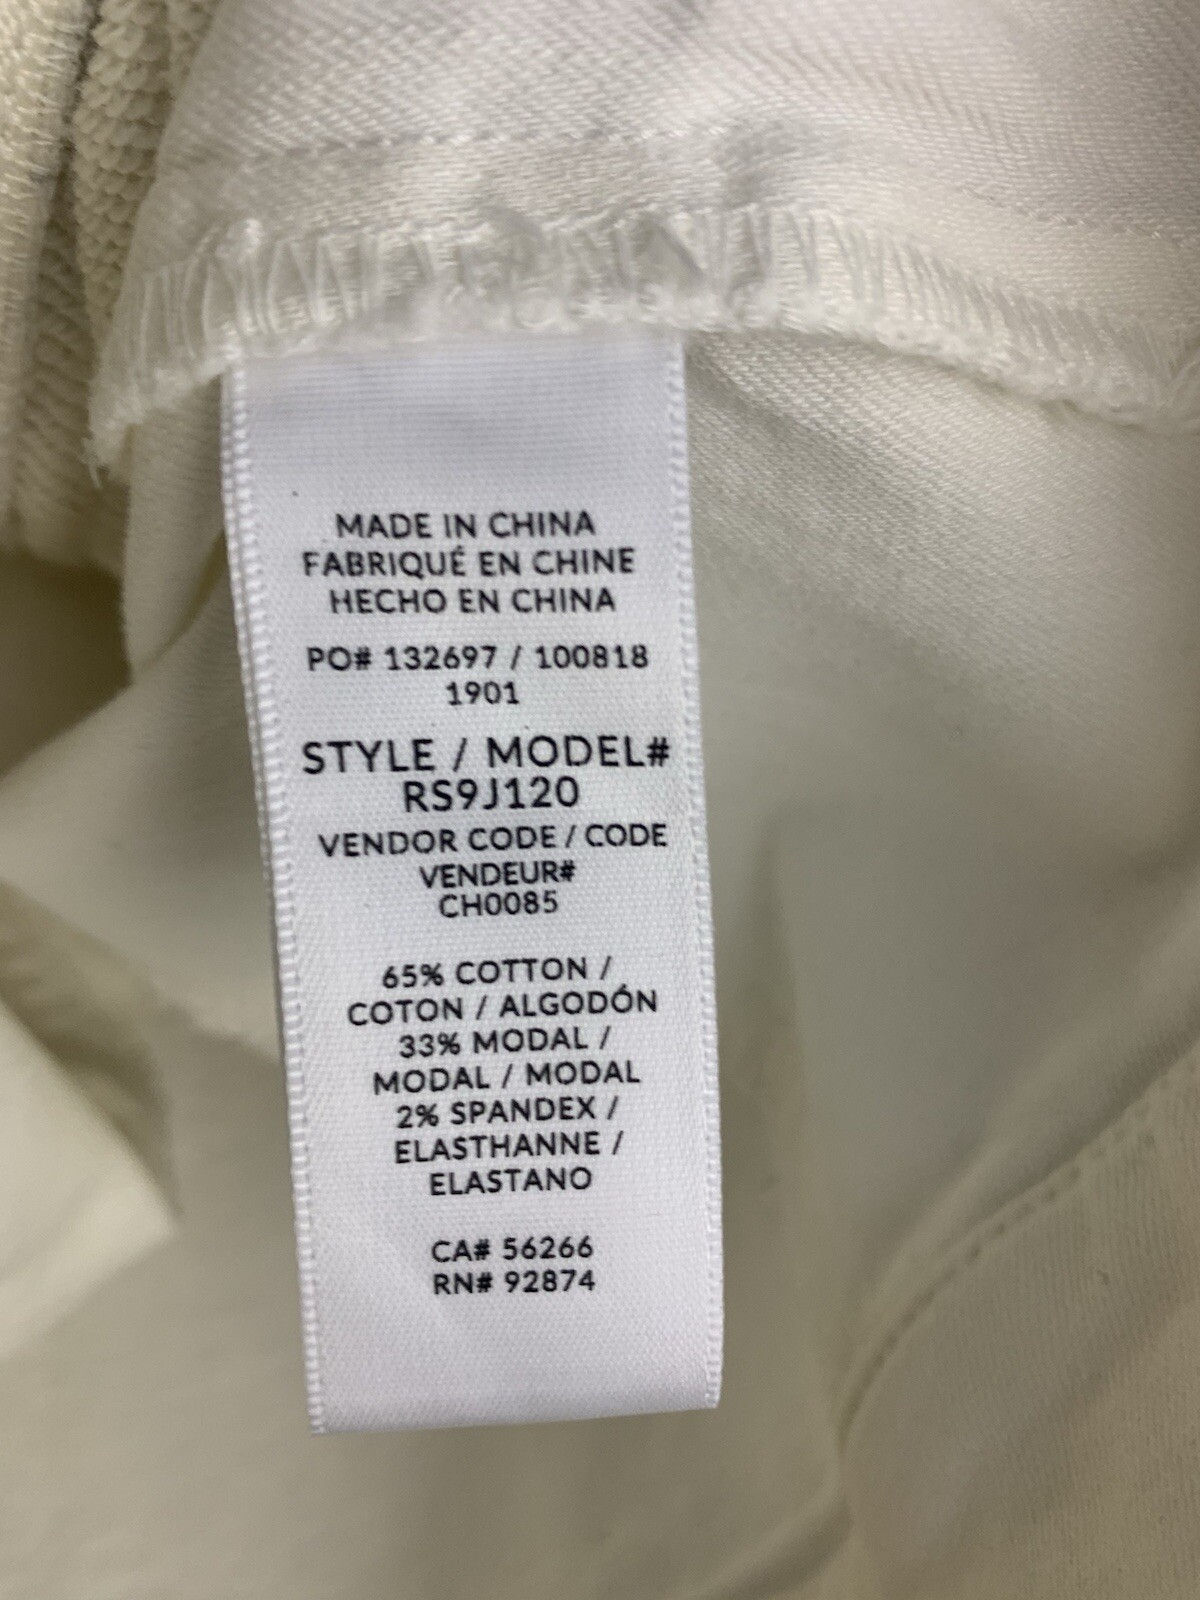 MADE IN CHINA
FABRIQUÉ EN CHINE
HECHO EN CHINA
PO# 132697 / 100818
1901
STYLE / MODEL#
RS9J120
VENDOR CODE / CODE
VENDEUR#
CH0085
65% COTTON /
COTON / ALGODÓN
33% MODAL /
MODAL / MODAL
2% SPANDEX /
ELASTHANNE /
ELASTANO
CA# 56266
RN# 92874